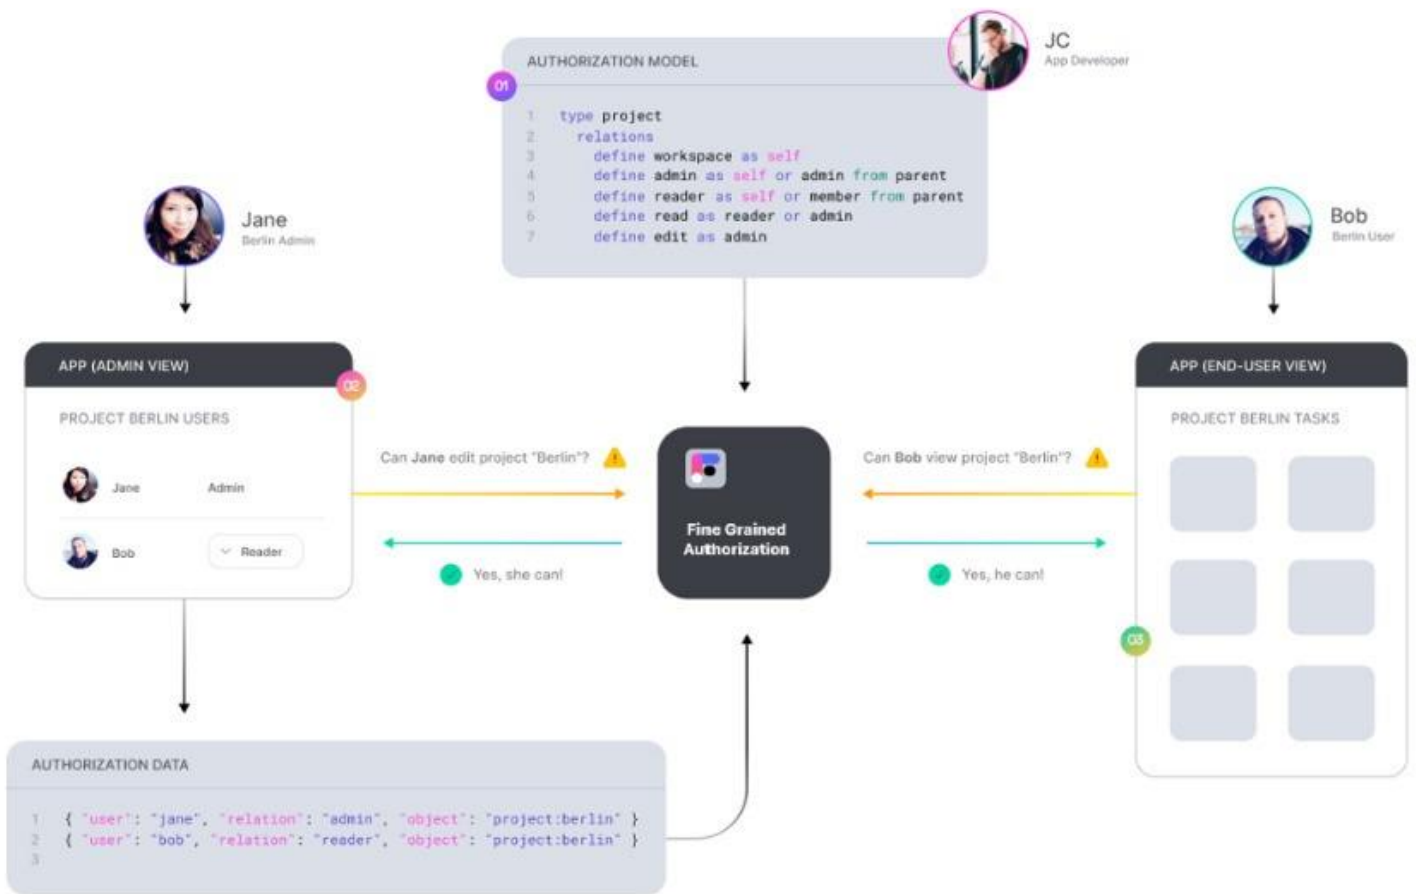 JC
App Developer
AUTHORIZATION MODEL
01
1 type project
2 relations
3 define workspace as self
4 define admin as self or admin from parent
5 define reader as self or member from parent
6 define read as reader or admin
7 define edit as admin
Jane
Berlin Admin
Bob
Berlin User
APP (ADMIN VIEW)
02
PROJECT BERLIN USERS
Jane Admin
Bob Reader
Can Jane edit project "Berlin"?
Yes, she can!
Fine Grained
Authorization
Can Bob view project "Berlin"?
Yes, he can!
APP (END-USER VIEW)
PROJECT BERLIN TASKS
03
AUTHORIZATION DATA
1 { "user": "jane", "relation": "admin", "object": "project:berlin" }
2 { "user": "bob", "relation": "reader", "object": "project:berlin" }
3